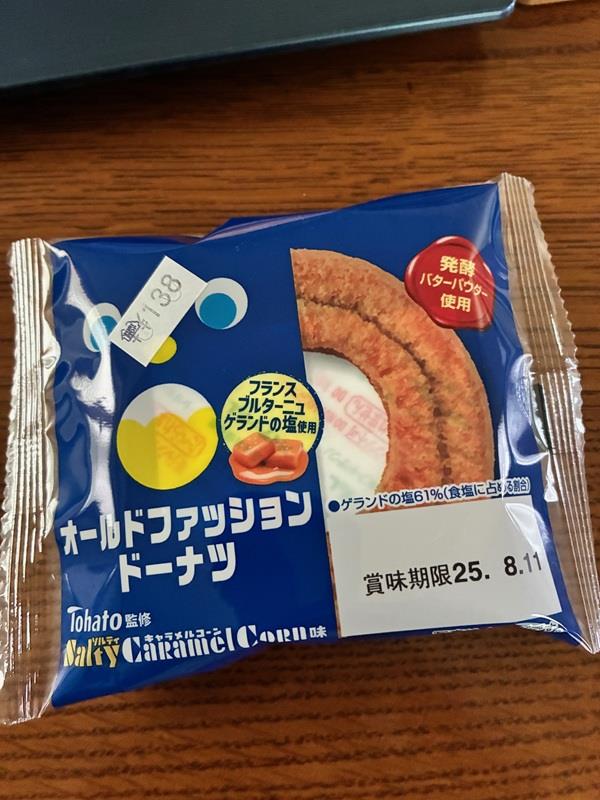 138
発酵
バターパウダー
使用
フランス
ブルターニュ
ゲランドの塩使用
●ゲランドの塩61%(食塩に占める割合)
オールドファッション
ドーナツ
賞味期限25. 8.11
Tohato監修
ソルティ キャラメルコーン
Salty Caramel Corn味